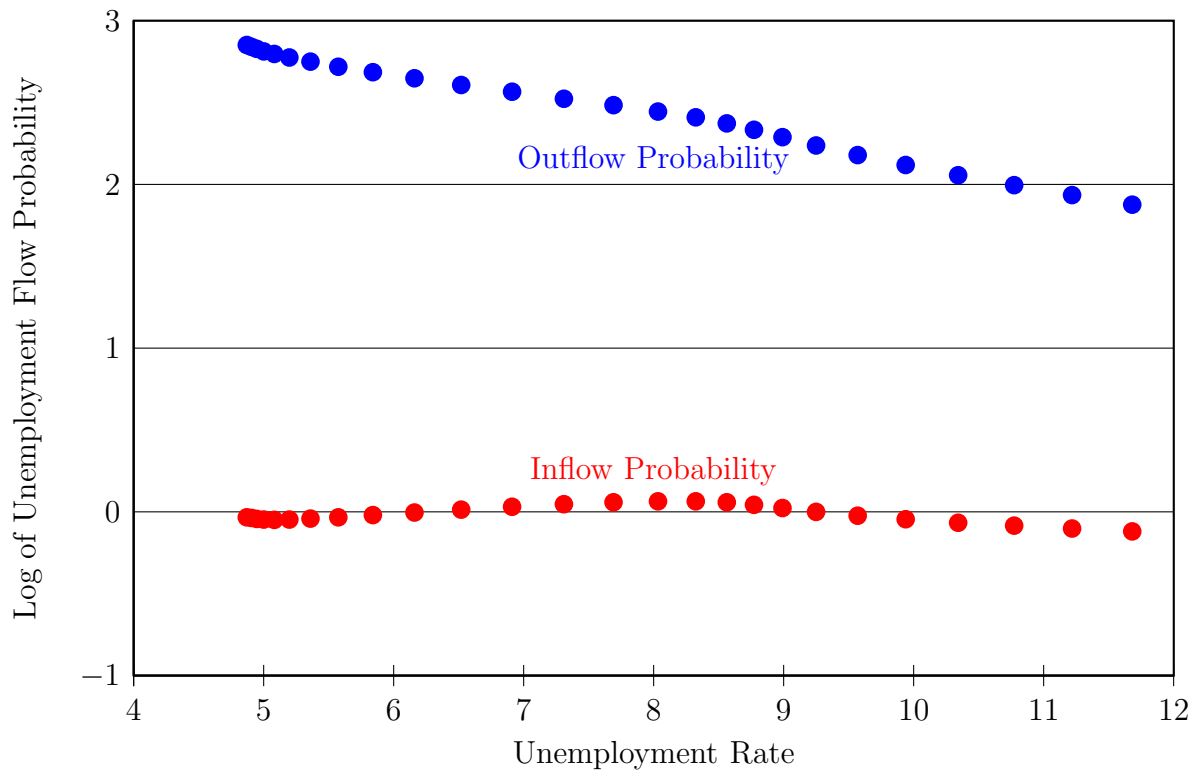 3
2
1
0
−1
4 5 6 7 8 9 10 11 12
Log of Unemployment Flow Probability
Outflow Probability
Inflow Probability
Unemployment Rate